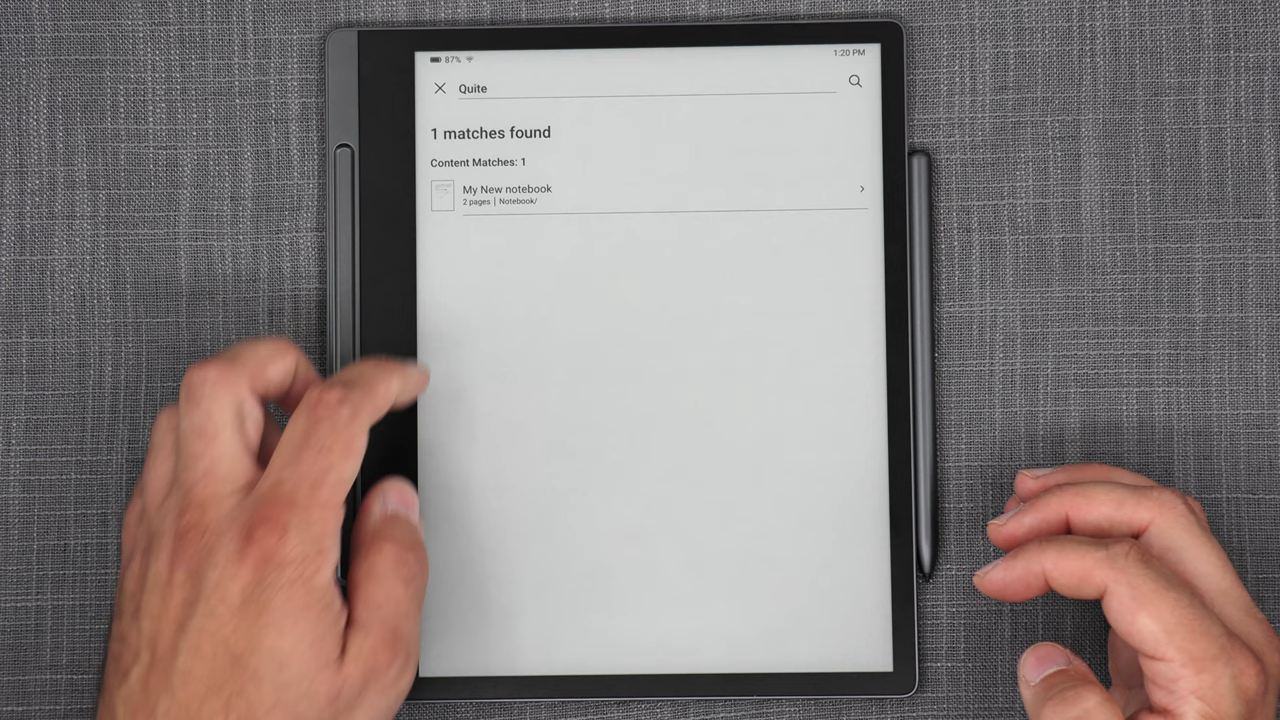 87% 1:20 PM
Quite
1 matches found
Content Matches: 1
My New notebook
2 pages | Notebook/